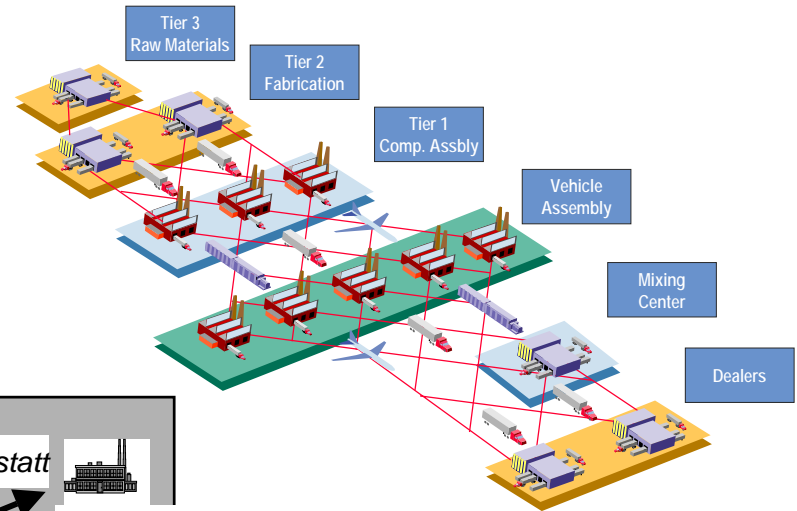 Tier 3
Raw Materials
Tier 2
Fabrication
Tier 1
Comp. Assbly
Vehicle
Assembly
Mixing
Center
Dealers
statt